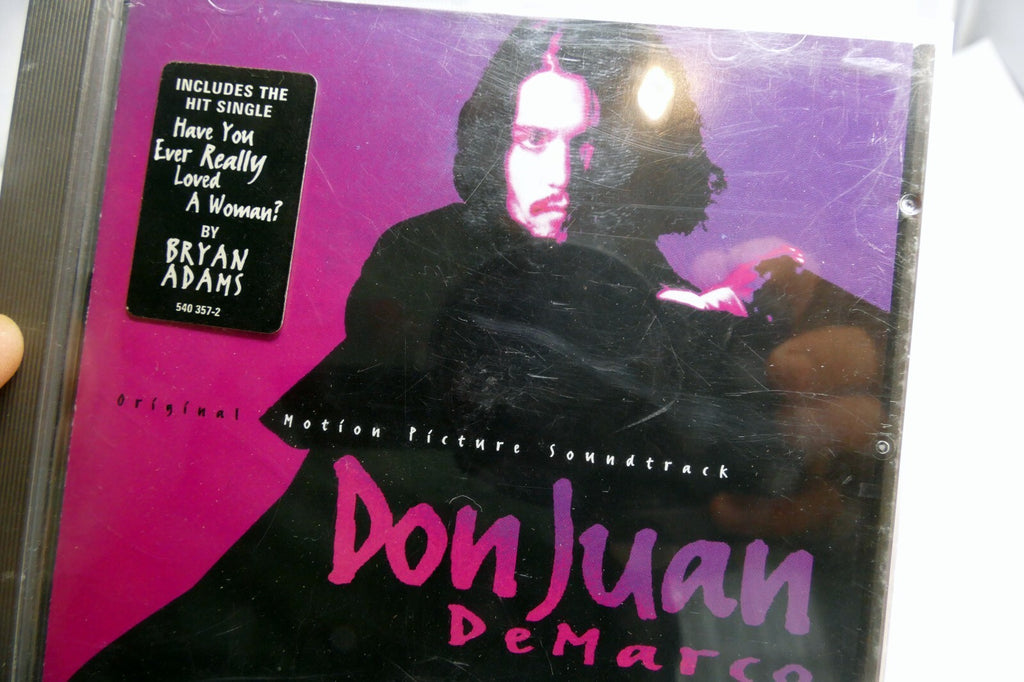 INCLUDES THE
HIT SINGLE
Have You
Ever Really
Loved
A Woman?
BY
BRYAN
ADAMS
540 357-2
Original Motion Picture Soundtrack
Don Juan
DeMarco